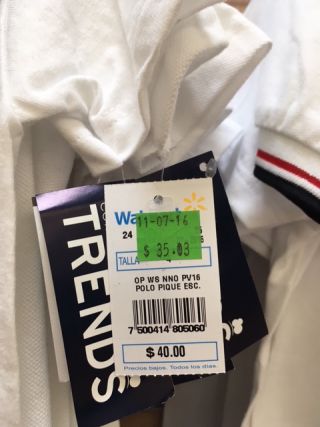 11-07-16
$ 35.03
24
TALLA
OP WS NNO PV16
POLO PIQUE ESC.
7 500414 805060
$ 40.00
Precios bajos. Todos los días.
TRENDS